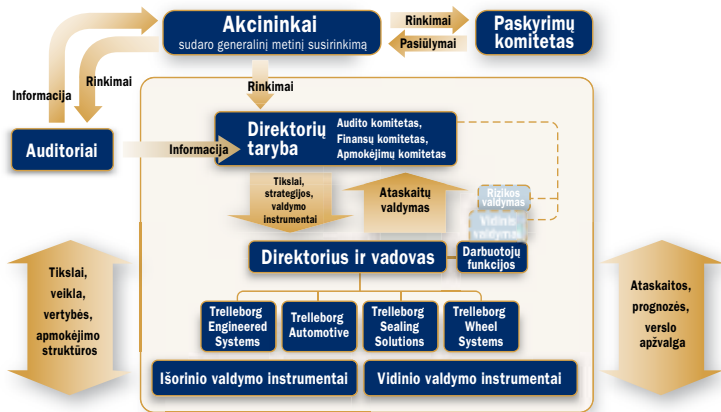 Akcininkai
sudaro generalinį metinį susirinkimą
Rinkimai
Pasiūlymai
Paskyrimų
komitetas
Informacija
Rinkimai
Rinkimai
Auditoriai
Informacija
Direktorių
taryba
Audito komitetas,
Finansų komitetas,
Apmokėjimų komitetas
Tikslai,
strategijos,
valdymo
instrumentai
Ataskaitų
valdymas
Rizikos
valdymas
Vidinis
valdymai
Direktorius ir vadovas
Darbuotojų
funkcijos
Tikslai,
veikla,
vertybės,
apmokėjimo
struktūros
Ataskaitos,
prognozės,
verslo
apžvalga
Trelleborg
Engineered
Systems
Trelleborg
Automotive
Trelleborg
Sealing
Solutions
Trelleborg
Wheel
Systems
Išorinio valdymo instrumentai
Vidinio valdymo instrumentai